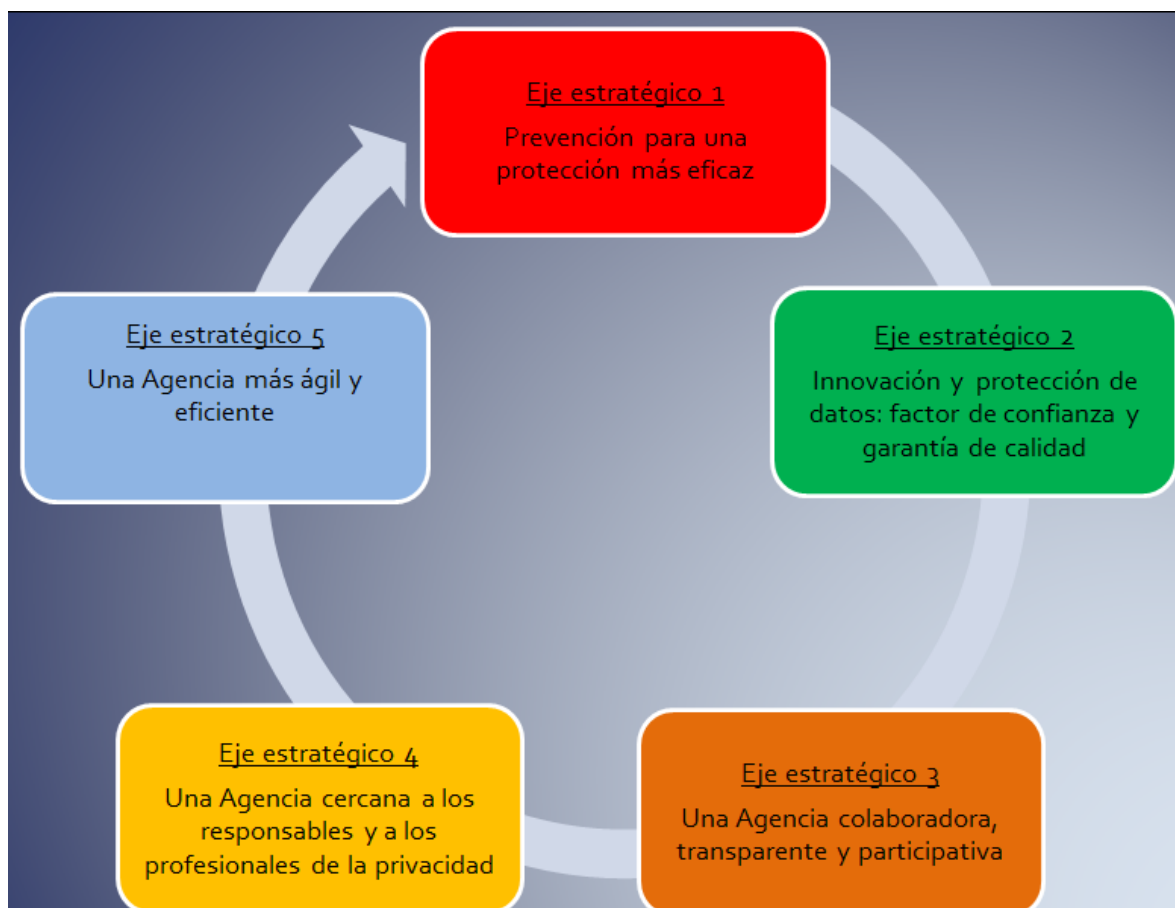 Eje estratégico 1
Prevención para una
protección más eficaz
Eje estratégico 2
Innovación y protección de
datos: factor de confianza y
garantía de calidad
Eje estratégico 3
Una Agencia colaboradora,
transparente y participativa
Eje estratégico 4
Una Agencia cercana a los
responsables y a los
profesionales de la privacidad
Eje estratégico 5
Una Agencia más ágil y
eficiente